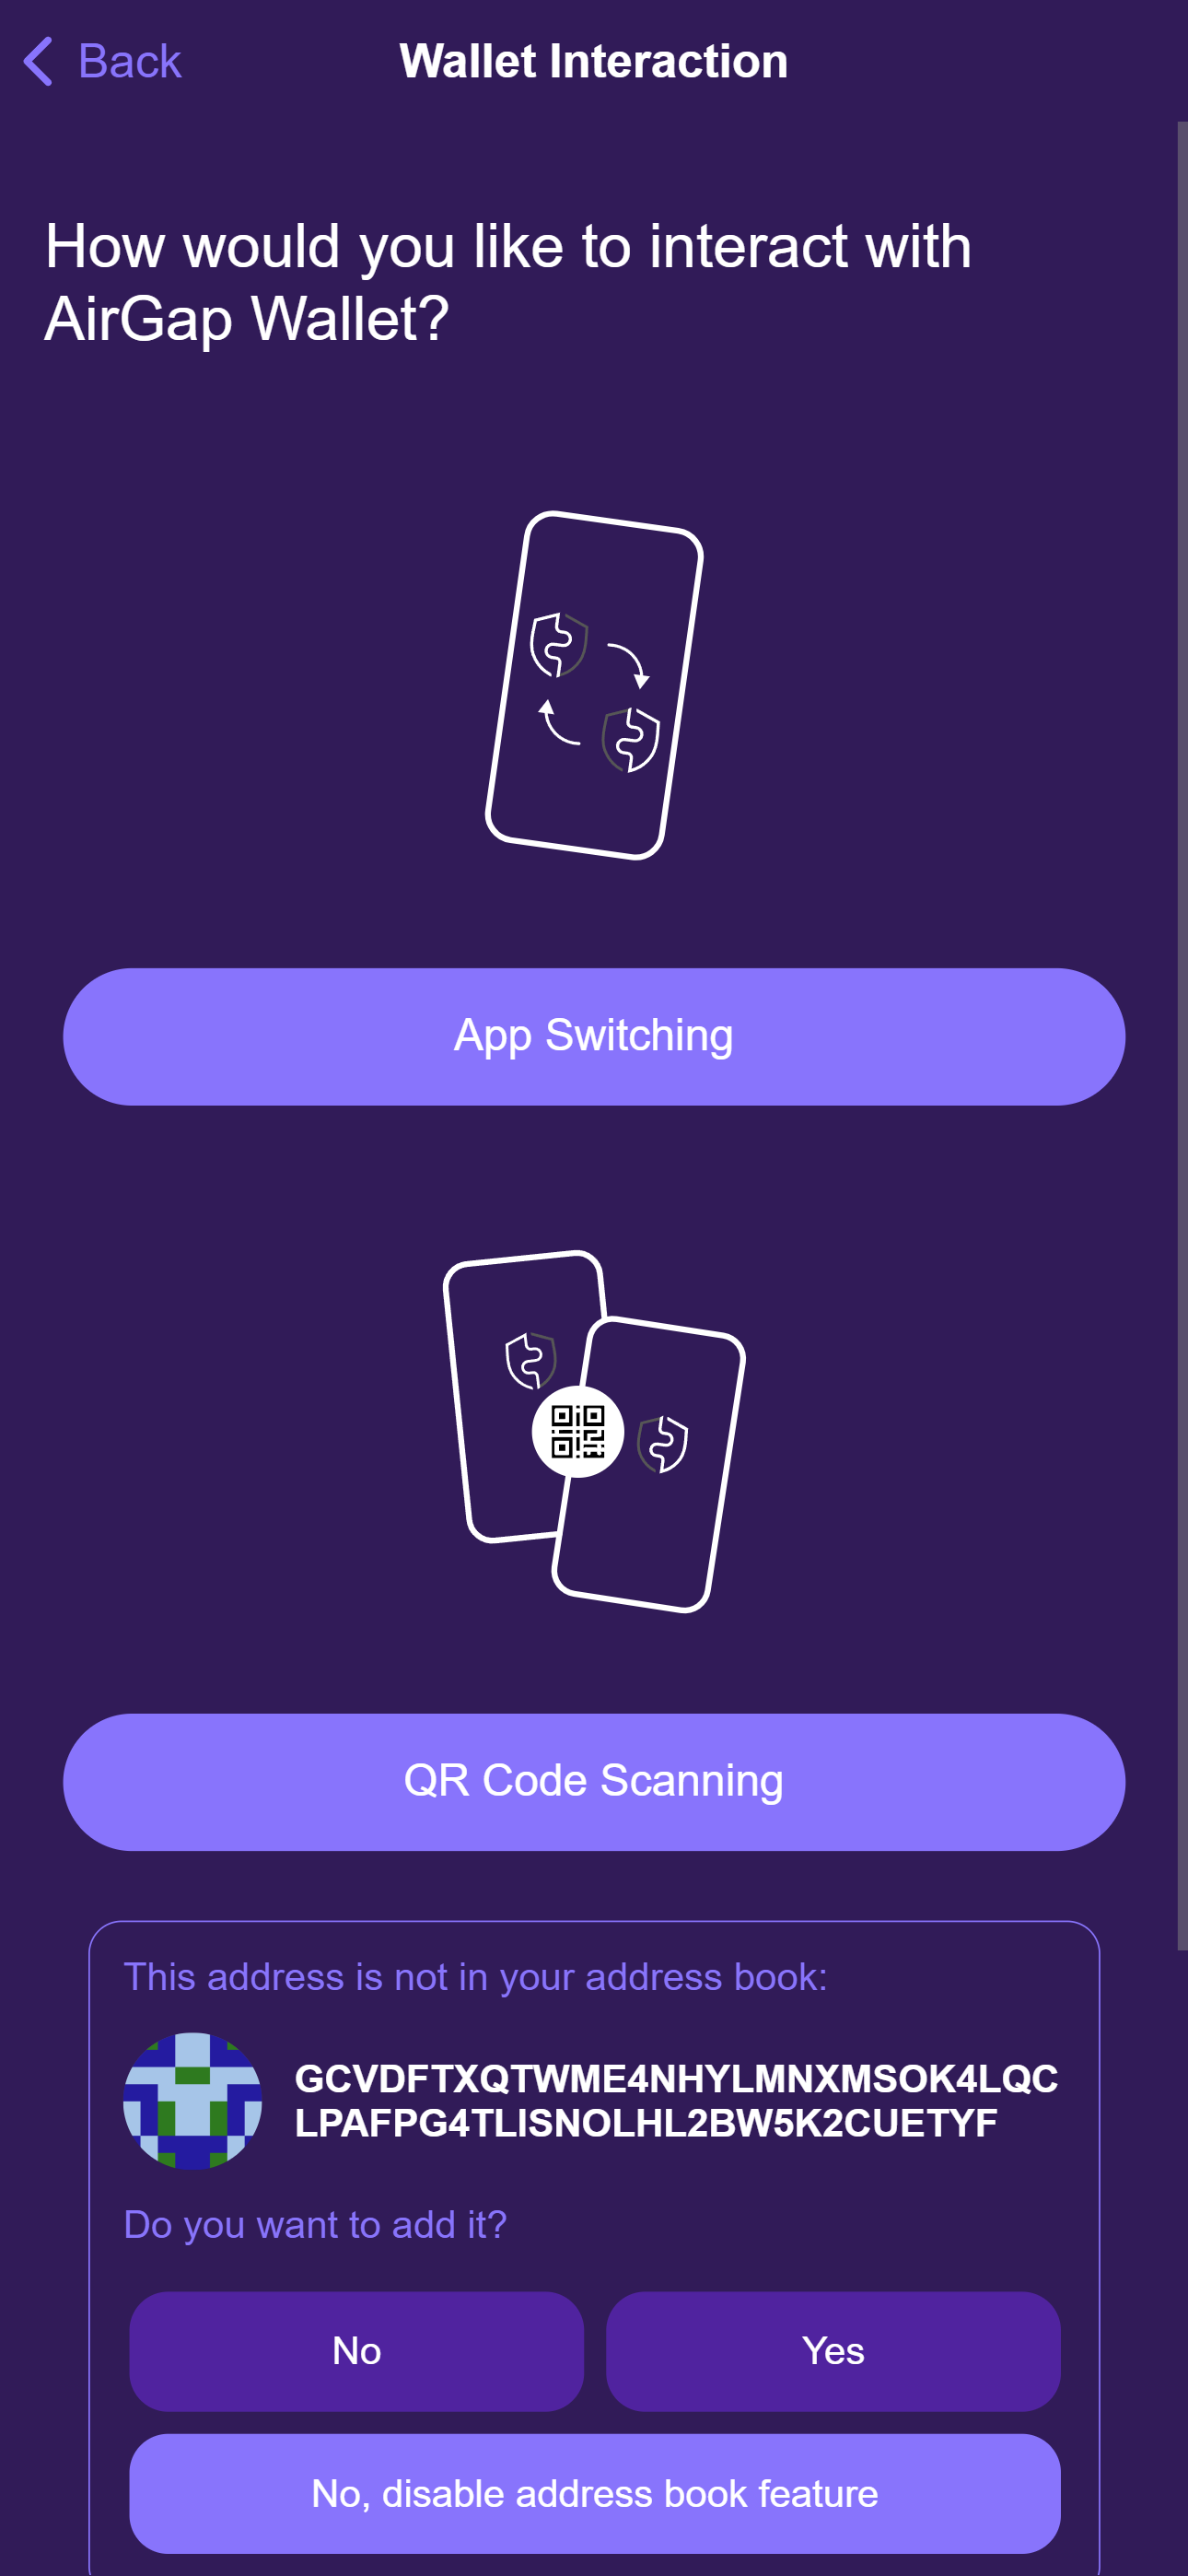 Back
Wallet Interaction
How would you like to interact with
AirGap Wallet?
App Switching
QR Code Scanning
This address is not in your address book:
GCVDFTXQTWME4NHYLMNXMSOK4LQC
LPAFPG4TLISNOLHL2BW5K2CUETYF
Do you want to add it?
No
Yes
No, disable address book feature